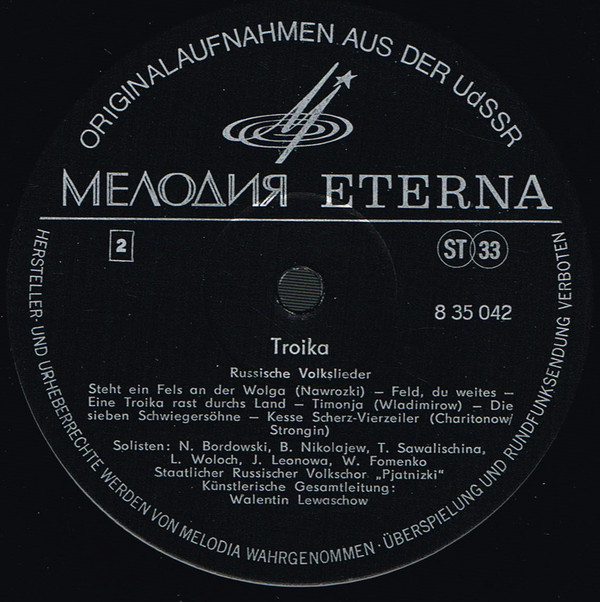 ORIGINALAUFNAHMEN AUS DER UdSSR
МЕЛОДИЯ ETERNA
2
ST 33
8 35 042
Troika
Russische Volkslieder
Steht ein Fels an der Wolga (Nawrozki) — Feld, du weites —
Eine Troika rast durchs Land — Timonja (Wladimirow) — Die
sieben Schwiegersöhne — Kesse Scherz-Vierzeiler (Charitonow/
Strongin)
Solisten: N. Bordowski, B. Nikolajew, T. Sawalischina,
L. Woloch, J. Leonowa, W. Fomenko
Staatlicher Russischer Volkschor „Pjatnizki“
Künstlerische Gesamtleitung:
Walentin Lewaschow
HERSTELLER- UND URHEBERRECHTE WERDEN VON MELODIA WAHRGENOMMEN · ÜBERSPIELUNG UND RUNDFUNKSENDUNG VERBOTEN